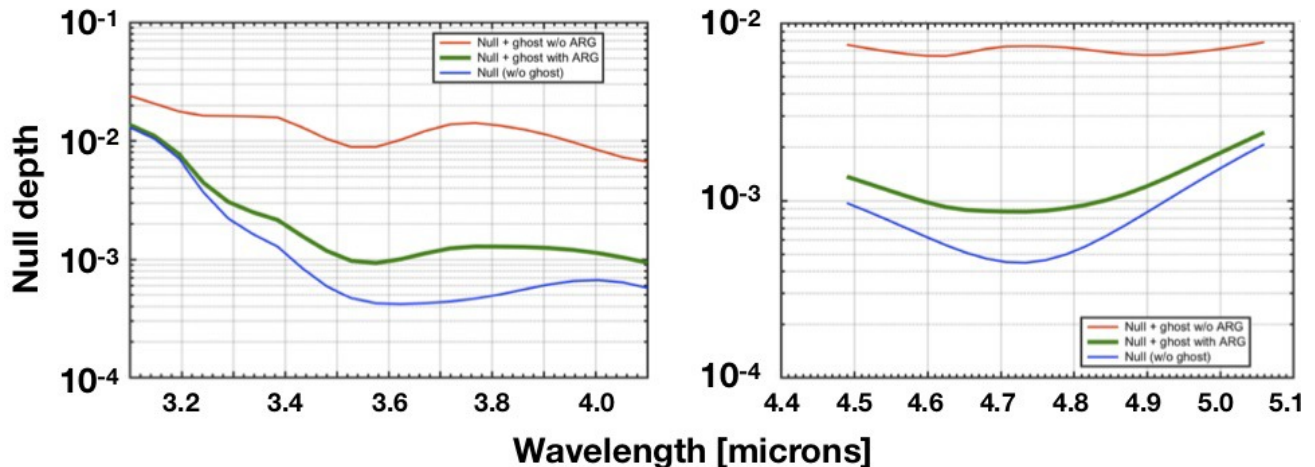 10-1
10-2
10-3
10-4
Null depth
Null + ghost w/o ARG
Null + ghost with ARG
Null (w/o ghost)
3.2 3.4 3.6 3.8 4.0
10-2
10-3
10-4
Null + ghost w/o ARG
Null + ghost with ARG
Null (w/o ghost)
4.4 4.5 4.6 4.7 4.8 4.9 5.0 5.1
Wavelength [microns]